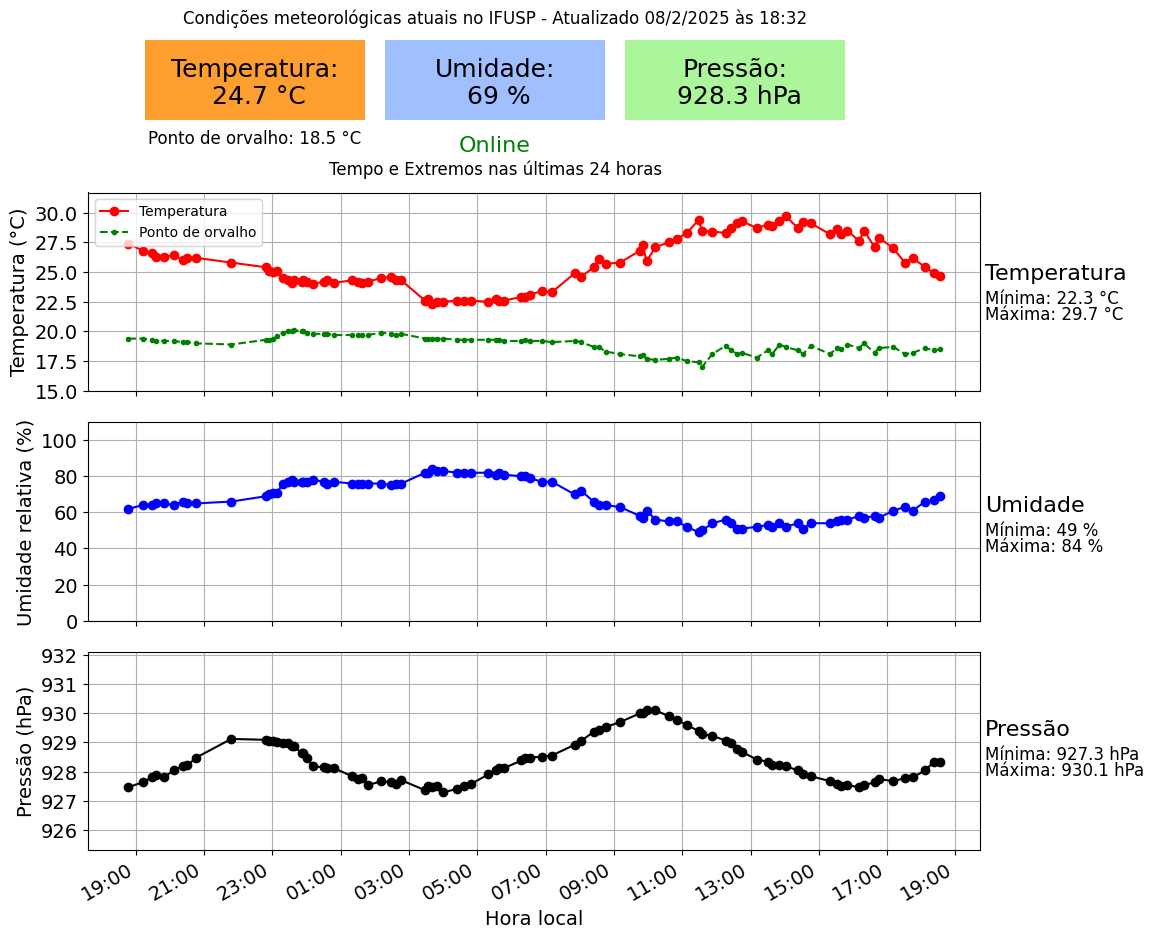 Condições meteorológicas atuais no IFUSP - Atualizado 08/2/2025 às 18:32
Temperatura:
24.7 °C
Umidade:
69 %
Pressão:
928.3 hPa
Ponto de orvalho: 18.5 °C
Online
Tempo e Extremos nas últimas 24 horas
Temperatura (°C)
30.0
27.5
25.0
22.5
20.0
17.5
15.0
Temperatura
Ponto de orvalho
Temperatura
Mínima: 22.3 °C
Máxima: 29.7 °C
Umidade relativa (%)
100
80
60
40
20
0
Umidade
Mínima: 49 %
Máxima: 84 %
Pressão (hPa)
932
931
930
929
928
927
926
Pressão
Mínima: 927.3 hPa
Máxima: 930.1 hPa
19:00 21:00 23:00 01:00 03:00 05:00 07:00 09:00 11:00 13:00 15:00 17:00 19:00
Hora local